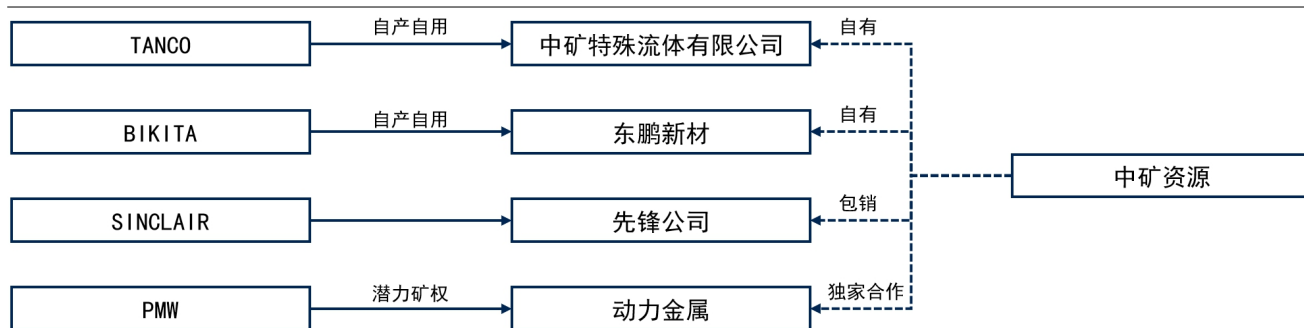 TANCO 自产自用 中矿特殊流体有限公司 自有
BIKITA 自产自用 东鹏新材 自有
中矿资源
SINCLAIR 先锋公司 包销
PMW 潜力矿权 动力金属 独家合作